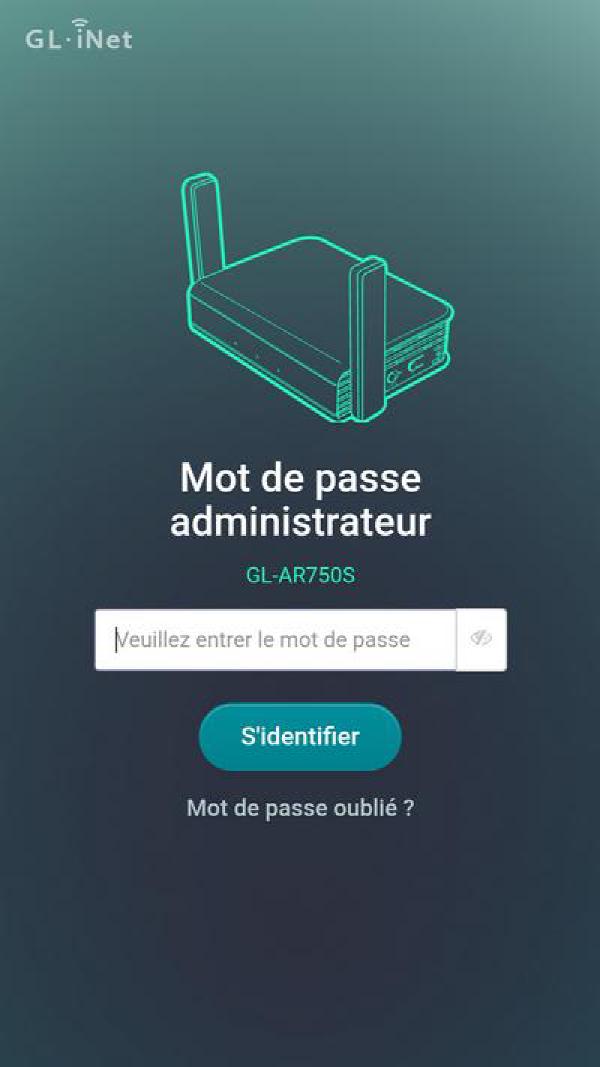 GL·iNet
Mot de passe
administrateur
GL-AR750S
Veuillez entrer le mot de passe
S'identifier
Mot de passe oublié ?